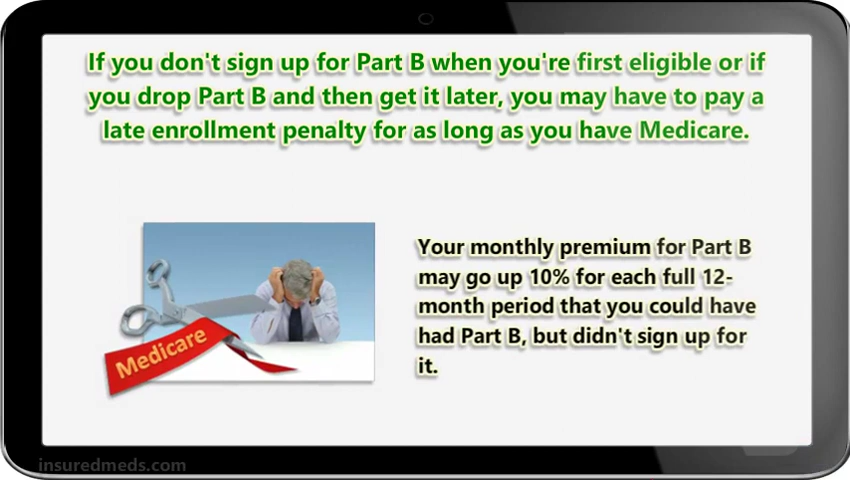 If you don't sign up for Part B when you're first eligible or if
you drop Part B and then get it later, you may have to pay a
late enrollment penalty for as long as you have Medicare.
Your monthly premium for Part B
may go up 10% for each full 12-
month period that you could have
had Part B, but didn't sign up for
it.
Medicare
insuredmeds.com